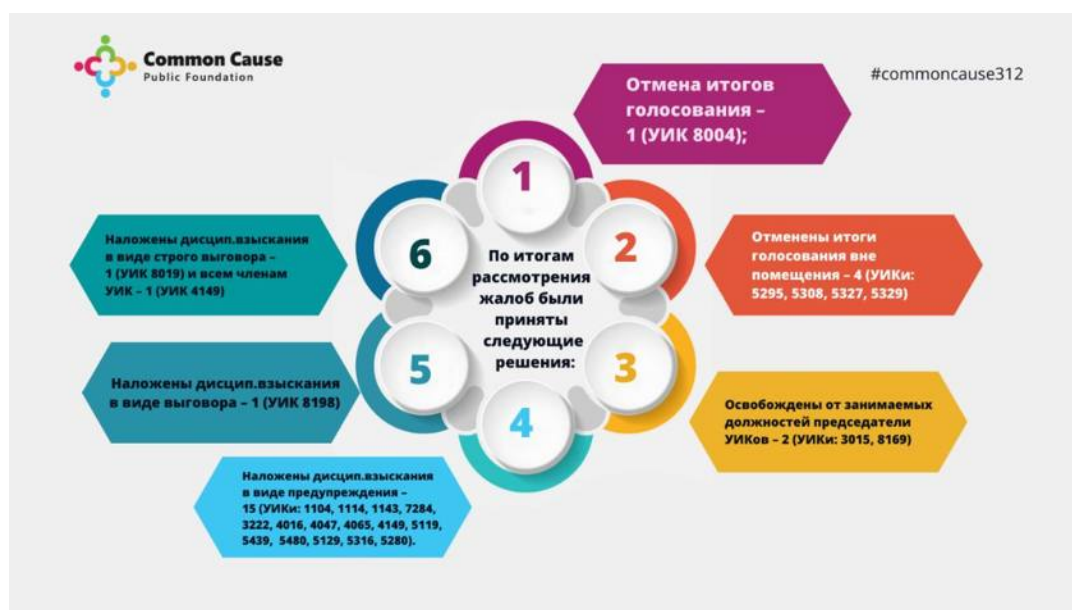 Common Cause
Public Foundation
#commoncause312
Отмена итогов
голосования –
1 (УИК 8004);
1
2
3
4
5
6
По итогам
рассмотрения
жалоб были
приняты
следующие
решения:
Отменены итоги
голосования вне
помещения – 4 (УИКи:
5295, 5308, 5327, 5329)
Освобождены от занимаемых
должностей председатели
УИКов – 2 (УИКи: 3015, 8169)
Наложены дисцип.взыскания
в виде предупреждения –
15 (УИКи: 1104, 1114, 1143, 7284,
3222, 4016, 4047, 4065, 4149, 5119,
5439, 5480, 5129, 5316, 5280).
Наложены дисцип.взыскания
в виде выговора – 1 (УИК 8198)
Наложены дисцип.взыскания
в виде строго выговора –
1 (УИК 8019) и всем членам
УИК – 1 (УИК 4149)